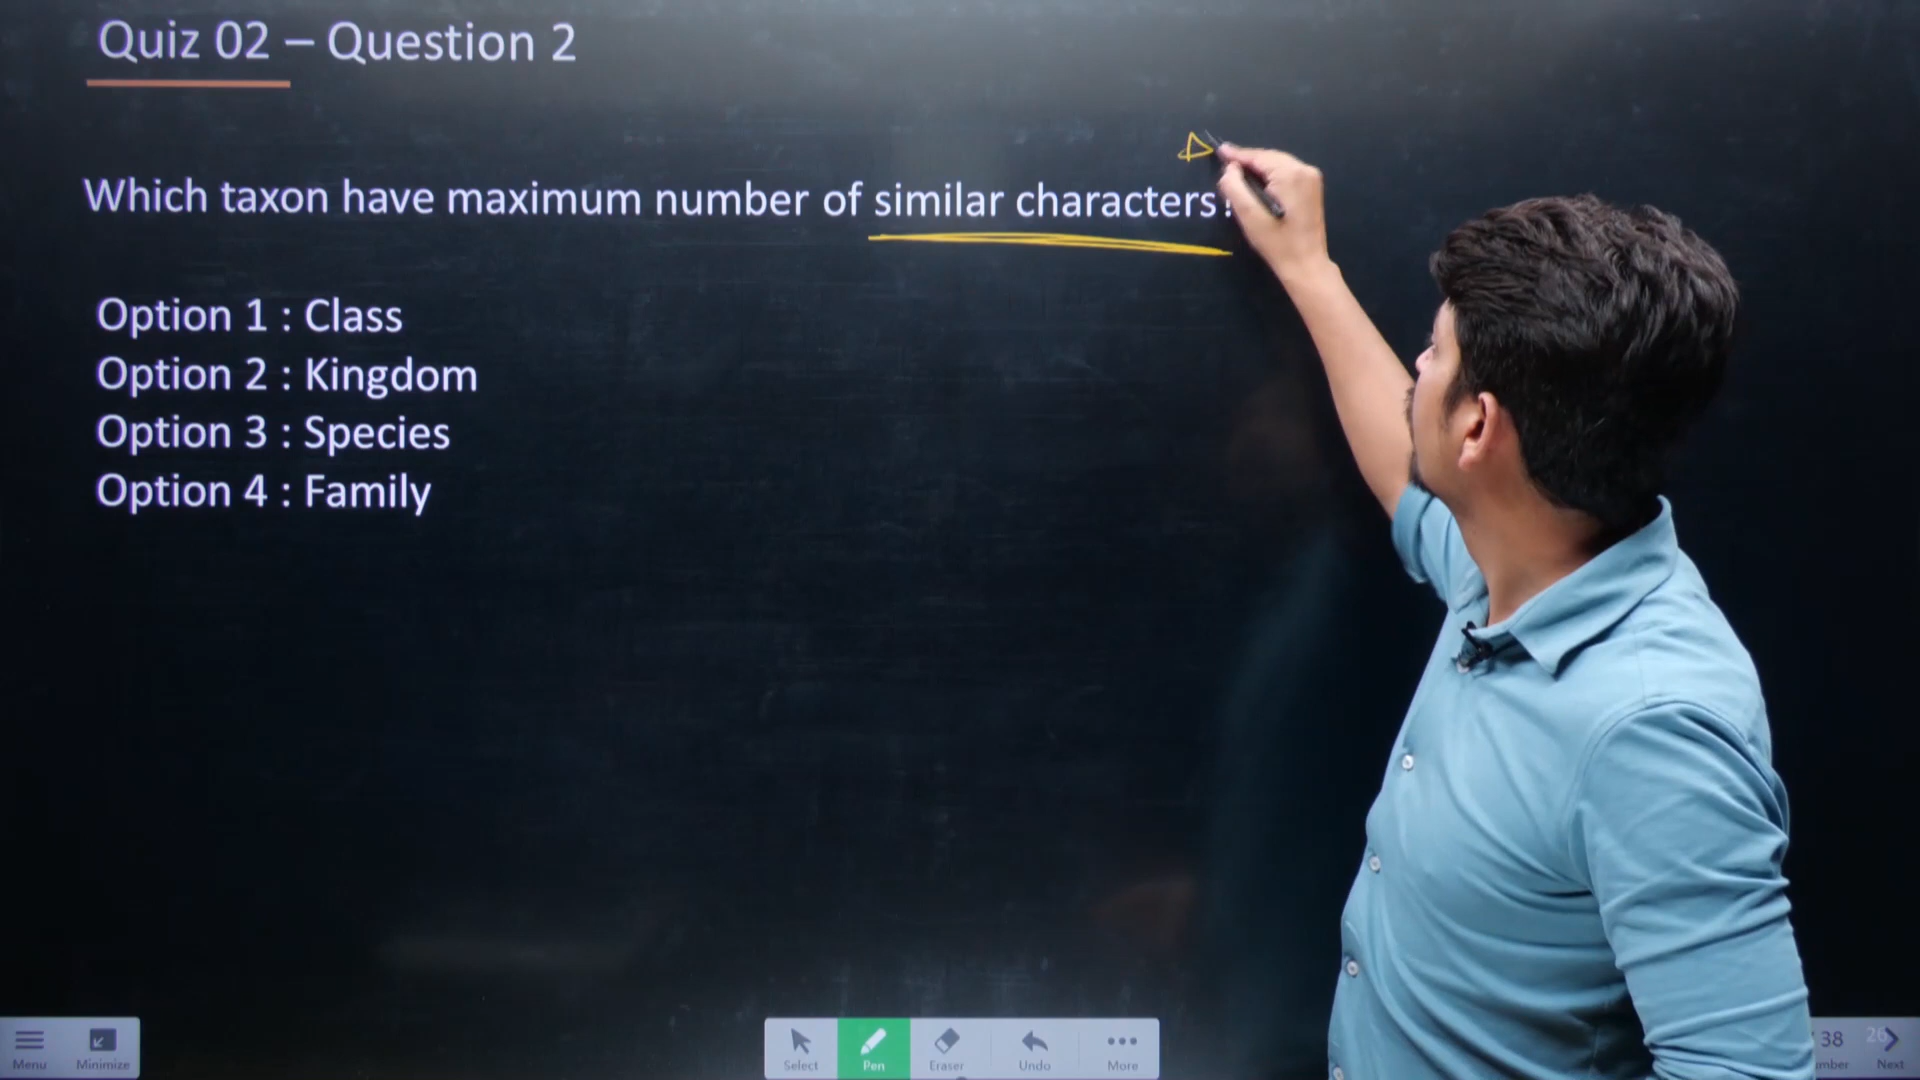 Quiz 02 – Question 2
Which taxon have maximum number of similar characters?
Option 1 : Class
Option 2 : Kingdom
Option 3 : Species
Option 4 : Family
Menu
Minimize
Select
Pen
Eraser
Undo
More
38
26
Next